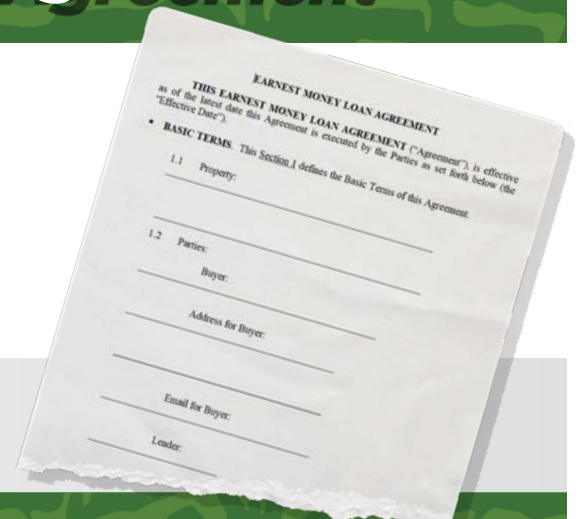 Agreement
EARNEST MONEY LOAN AGREEMENT
THIS EARNEST MONEY LOAN AGREEMENT ("Agreement"), is effective
as of the latest date this Agreement is executed by the Parties as set forth below (the
"Effective Date").
• BASIC TERMS. This Section 1 defines the Basic Terms of this Agreement.
1.1 Property:
1.2 Parties:
Buyer:
Address for Buyer:
Email for Buyer:
Lender: